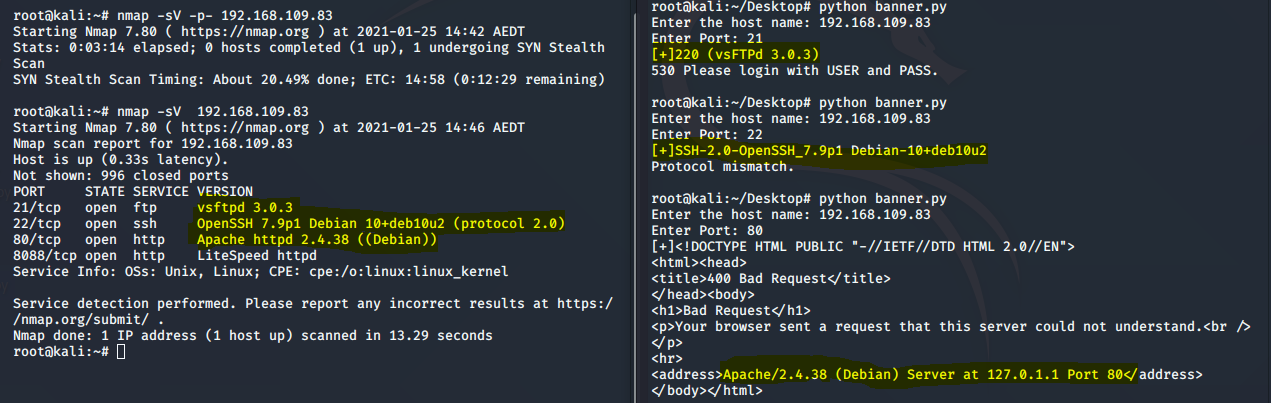 root@kali:~# nmap -sV -p- 192.168.109.83
Starting Nmap 7.80 ( https://nmap.org ) at 2021-01-25 14:42 AEDT
Stats: 0:03:14 elapsed; 0 hosts completed (1 up), 1 undergoing SYN Stealth
Scan
SYN Stealth Scan Timing: About 20.49% done; ETC: 14:58 (0:12:29 remaining)

root@kali:~# nmap -sV  192.168.109.83
Starting Nmap 7.80 ( https://nmap.org ) at 2021-01-25 14:46 AEDT
Nmap scan report for 192.168.109.83
Host is up (0.33s latency).
Not shown: 996 closed ports
PORT     STATE SERVICE VERSION
21/tcp   open  ftp     vsftpd 3.0.3
22/tcp   open  ssh     OpenSSH 7.9p1 Debian 10+deb10u2 (protocol 2.0)
80/tcp   open  http    Apache httpd 2.4.38 ((Debian))
8088/tcp open  http    LiteSpeed httpd
Service Info: OSs: Unix, Linux; CPE: cpe:/o:linux:linux_kernel

Service detection performed. Please report any incorrect results at https:/
/nmap.org/submit/ .
Nmap done: 1 IP address (1 host up) scanned in 13.29 seconds
root@kali:~#

root@kali:~/Desktop# python banner.py
Enter the host name: 192.168.109.83
Enter Port: 21
[+]220 (vsFTPd 3.0.3)
530 Please login with USER and PASS.

root@kali:~/Desktop# python banner.py
Enter the host name: 192.168.109.83
Enter Port: 22
[+]SSH-2.0-OpenSSH_7.9p1 Debian-10+deb10u2
Protocol mismatch.

root@kali:~/Desktop# python banner.py
Enter the host name: 192.168.109.83
Enter Port: 80
[+]<!DOCTYPE HTML PUBLIC "-//IETF//DTD HTML 2.0//EN">
<html><head>
<title>400 Bad Request</title>
</head><body>
<h1>Bad Request</h1>
<p>Your browser sent a request that this server could not understand.<br />
</p>
<hr>
<address>Apache/2.4.38 (Debian) Server at 127.0.1.1 Port 80</address>
</body></html>